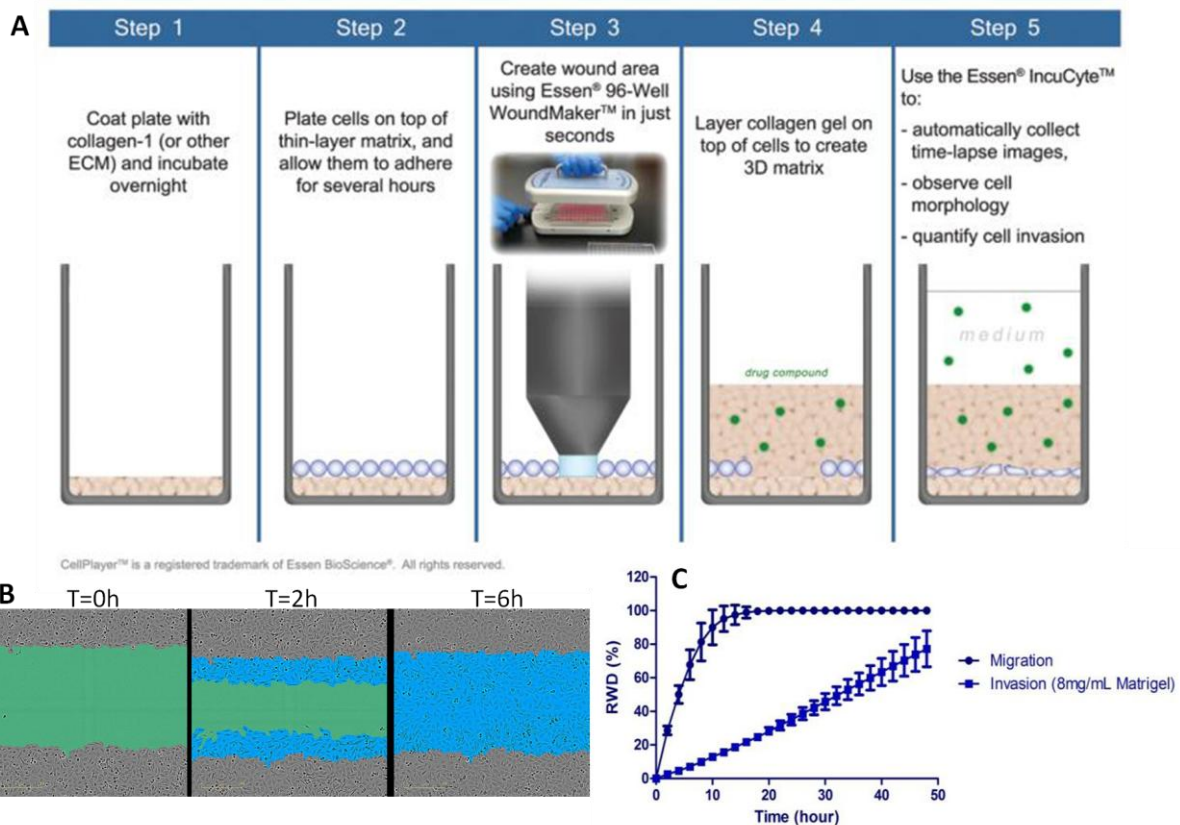 A
Step 1
Step 2
Step 3
Step 4
Step 5
Coat plate with
collagen-1 (or other
ECM) and incubate
overnight
Plate cells on top of
thin-layer matrix, and
allow them to adhere
for several hours
Create wound area
using Essen® 96-Well
WoundMaker™ in just
seconds
Layer collagen gel on
top of cells to create
3D matrix
Use the Essen® IncuCyte™
to:
- automatically collect
time-lapse images,
- observe cell
morphology
- quantify cell invasion
drug compound
medium
CellPlayer™ is a registered trademark of Essen BioScience®. All rights reserved.
B
T=0h
T=2h
T=6h
C
RWD (%)
120
100
80
60
40
20
0
0
10
20
30
40
50
Time (hour)
Migration
Invasion (8mg/mL Matrigel)